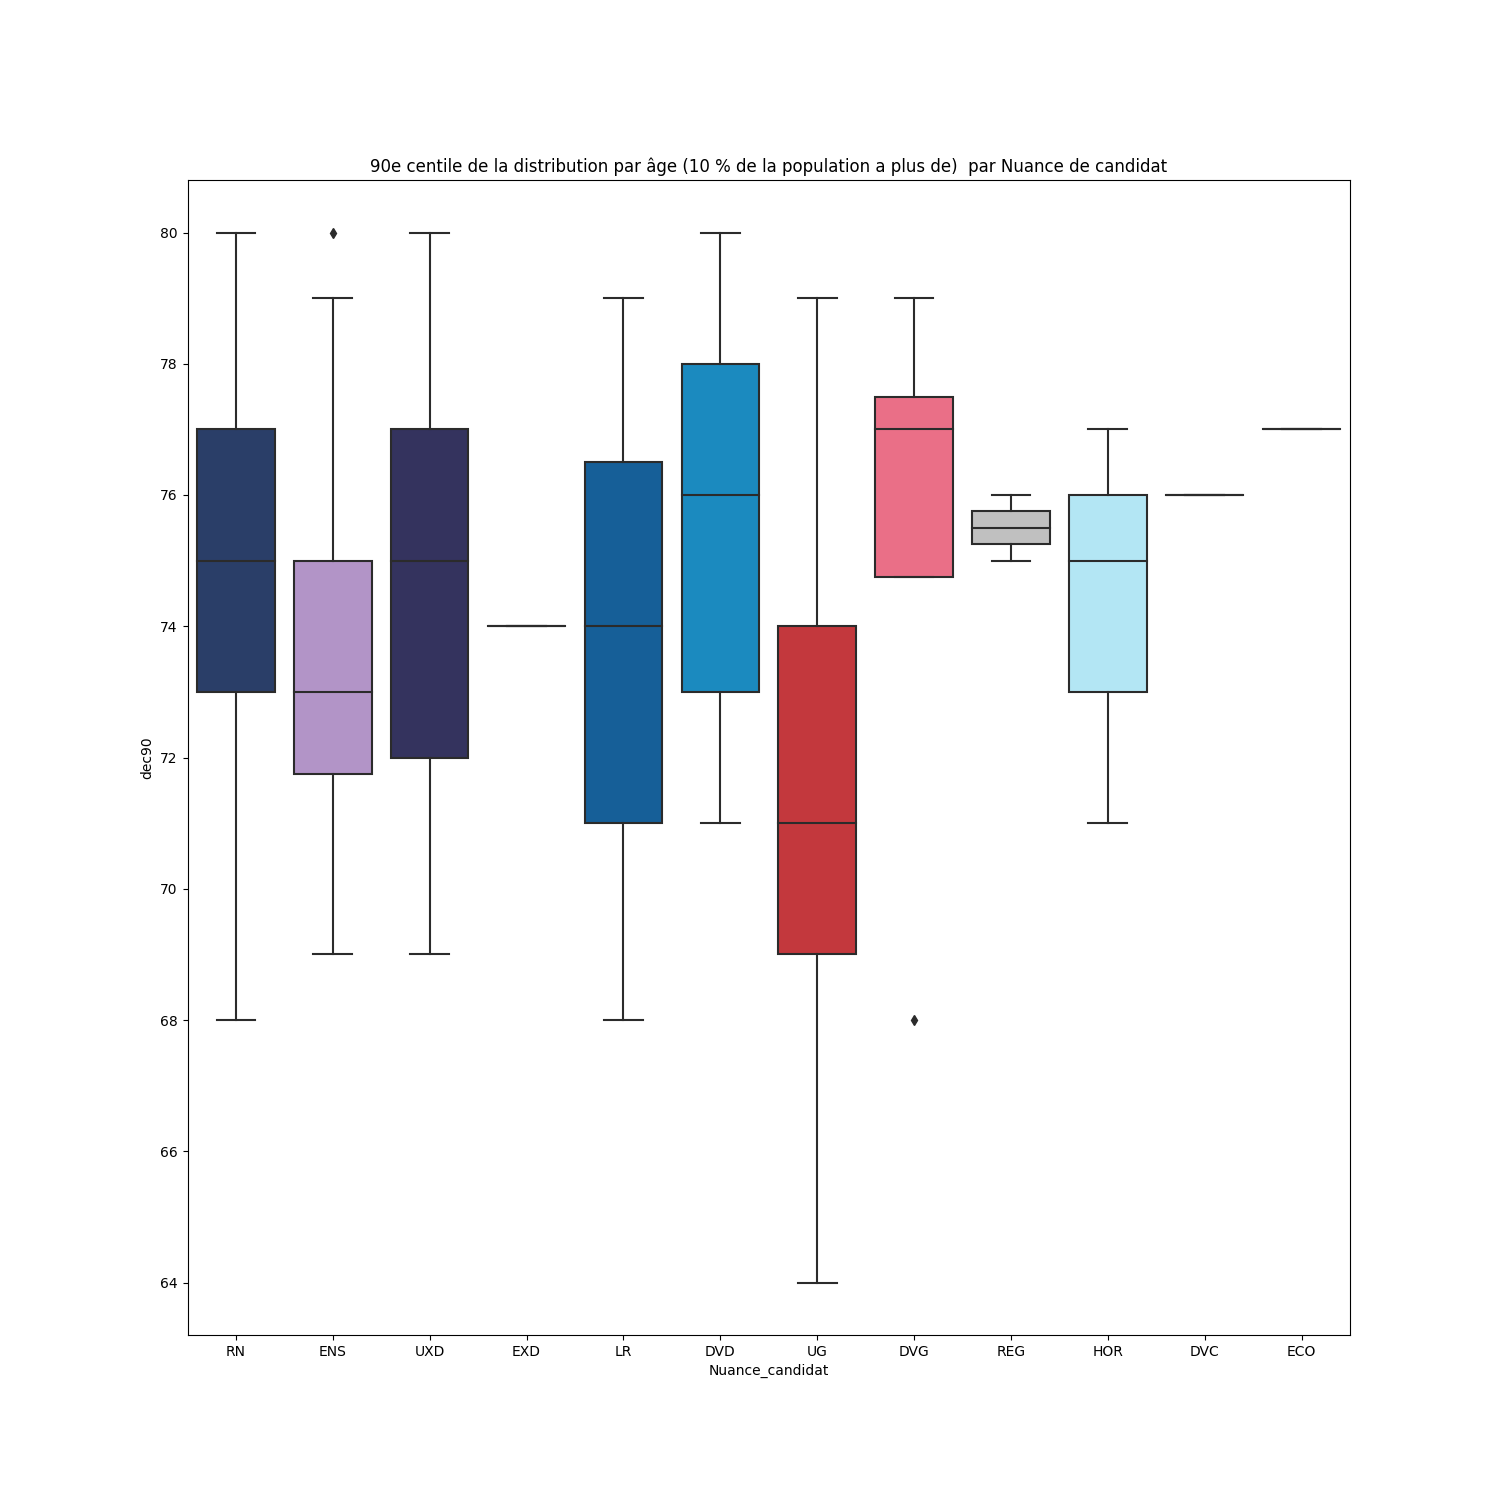 90e centile de la distribution par âge (10 % de la population a plus de)  par Nuance de candidat
80
78
76
74
72
70
68
66
64
dec90
RN ENS UXD EXD LR DVD UG DVG REG HOR DVC ECO
Nuance_candidat